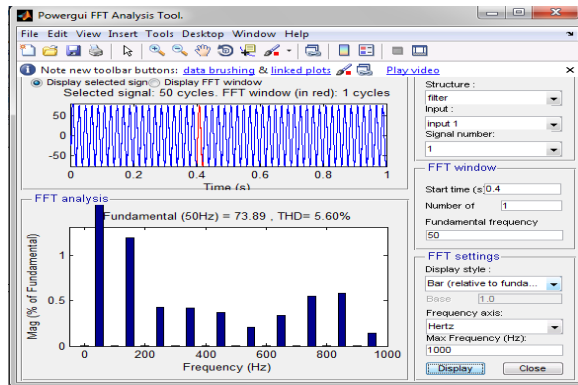 Powergui FFT Analysis Tool.
File Edit View Insert Tools Desktop Window Help
Note new toolbar buttons: data brushing & linked plots Play video
Display selected signal Display FFT window
Selected signal: 50 cycles. FFT window (in red): 1 cycles
50
0
-50
0 0.2 0.4 0.6 0.8 1
Time (s)
FFT analysis
Fundamental (50Hz) = 73.89 , THD= 5.60%
Mag (% of Fundamental)
1
0.5
0
0 200 400 600 800 1000
Frequency (Hz)
Structure :
filter
Input :
input 1
Signal number:
1
FFT window
Start time (s) 0.4
Number of 1
Fundamental frequency
50
FFT settings
Display style :
Bar (relative to funda...
Base 1.0
Frequency axis:
Hertz
Max Frequency (Hz):
1000
Display Close